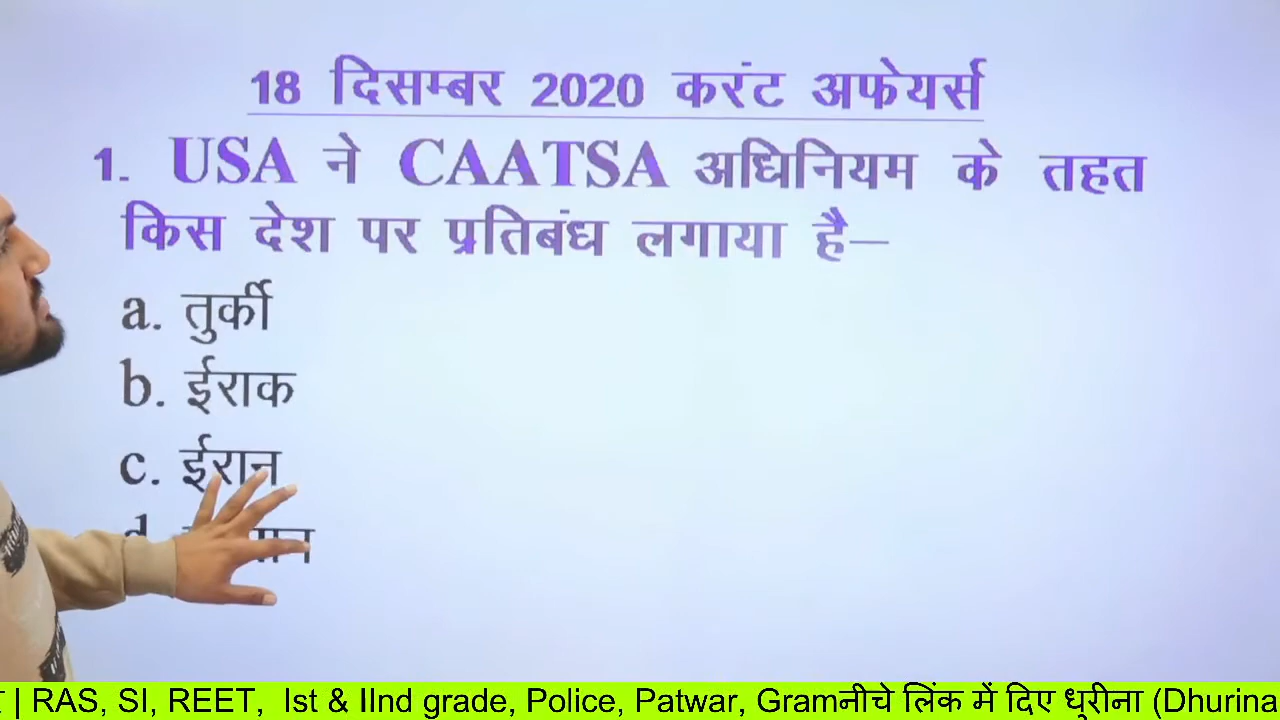 18 दिसम्बर 2020 करंट अफेयर्स
1. USA ने CAATSA अधिनियम के तहत
किस देश पर प्रतिबंध लगाया है–
a. तुर्की
b. ईराक
c. ईरान
d.
| RAS, SI, REET, Ist & IInd grade, Police, Patwar, Gramनीचे लिंक में दिए धुरीना (Dhurina